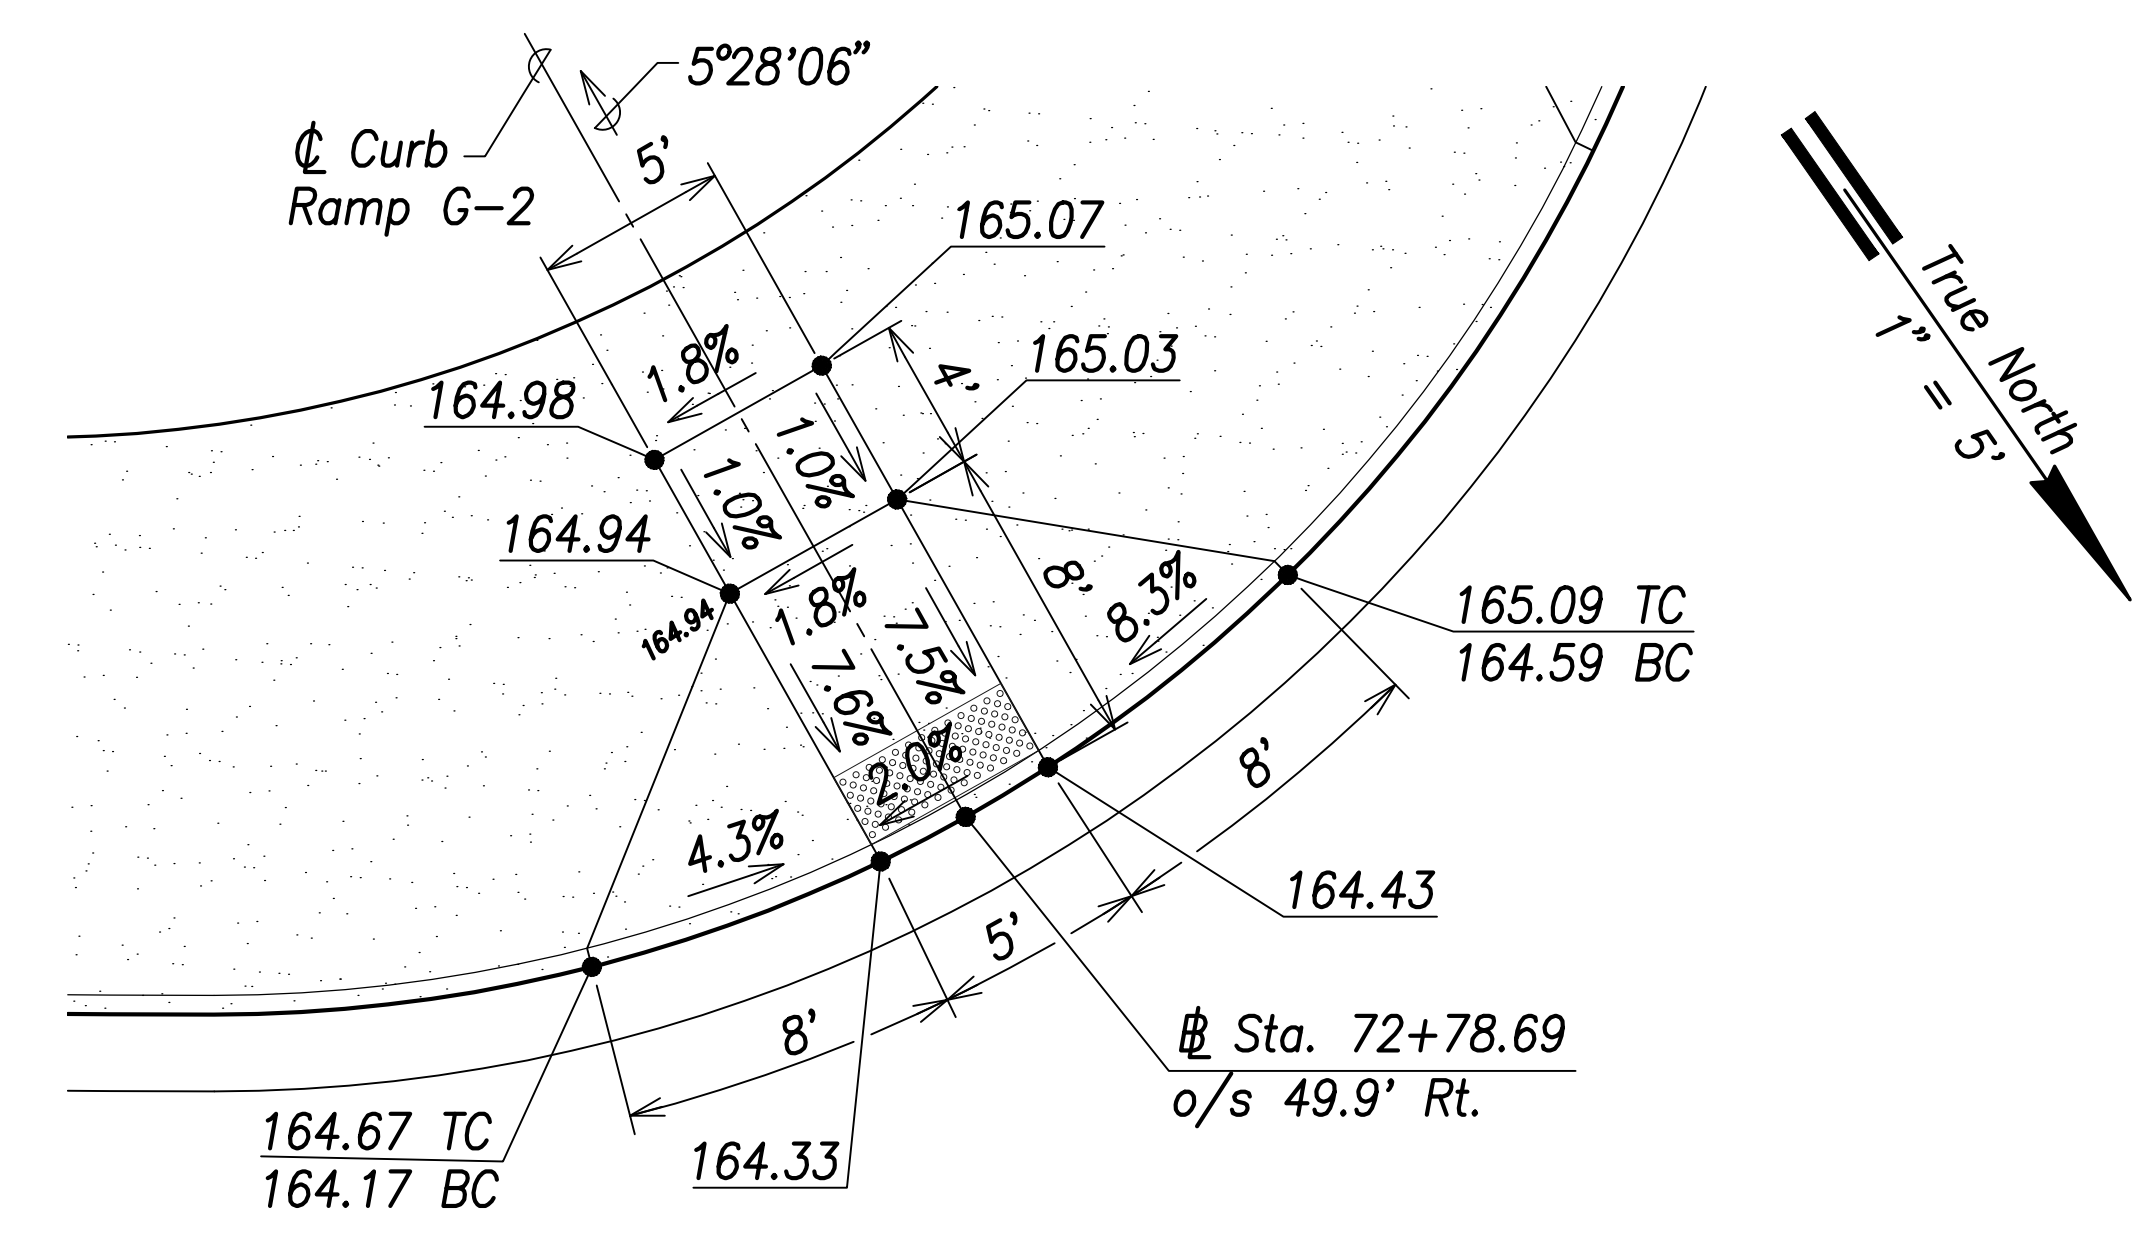 5°28'06"
℄ Curb
Ramp G-2
5'
165.07
165.03
1.8%
4'
164.98
1.0%
1.0%
164.94
164.94
1.8%
7.5%
7.6%
2.0%
8'
8.3%
165.09 TC
164.59 BC
8'
4.3%
164.43
5'
8'
BL Sta. 72+78.69
o/s 49.9' Rt.
164.67 TC
164.17 BC
164.33
True North
1" = 5'